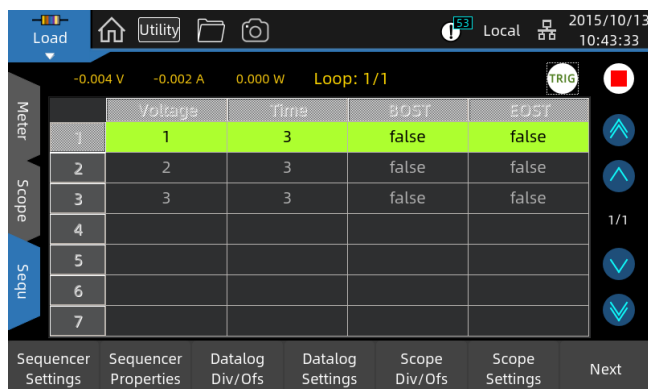 Load
Utility
53
Local
2015/10/13
10:43:33
-0.004 V -0.002 A 0.000 W Loop: 1/1
TRIG
Meter
Scope
Sequ
Voltage Time BOST EOST
1 1 3 false false
2 2 3 false false
3 3 3 false false
4
5
6
7
1/1
Sequencer Settings
Sequencer Properties
Datalog Div/Ofs
Datalog Settings
Scope Div/Ofs
Scope Settings
Next